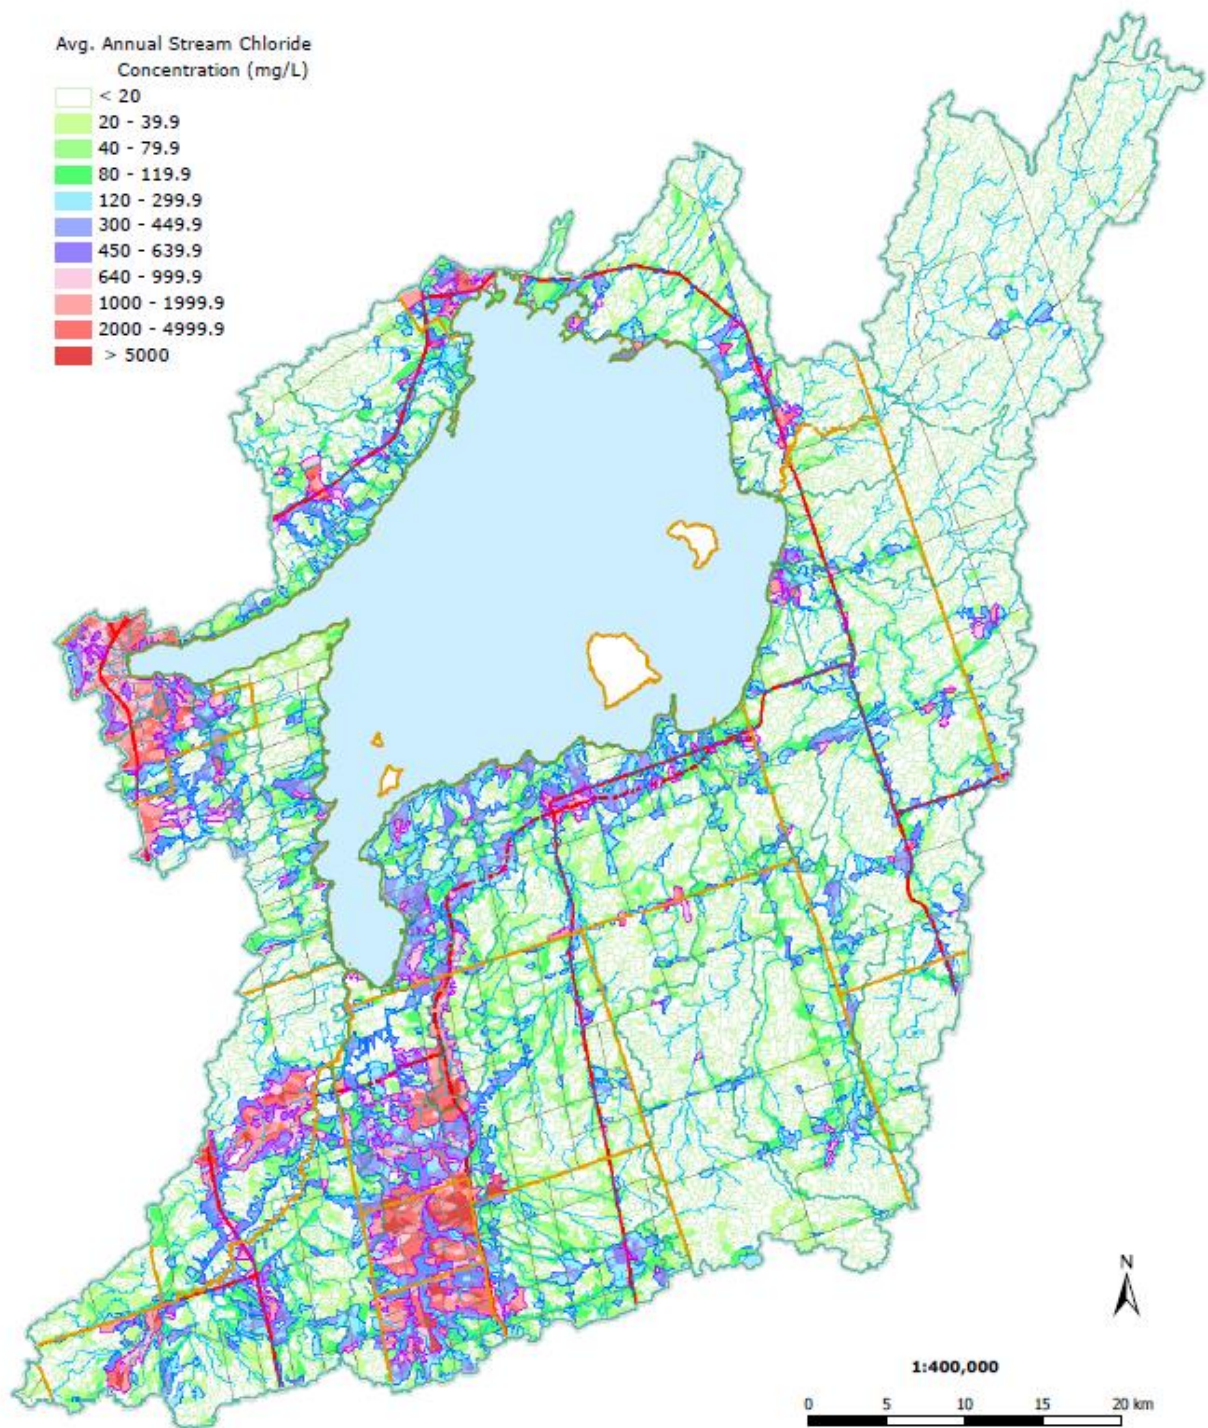 Avg. Annual Stream Chloride
Concentration (mg/L)
< 20
20 - 39.9
40 - 79.9
80 - 119.9
120 - 299.9
300 - 449.9
450 - 639.9
640 - 999.9
1000 - 1999.9
2000 - 4999.9
> 5000
N
1:400,000
0 5 10 15 20 km